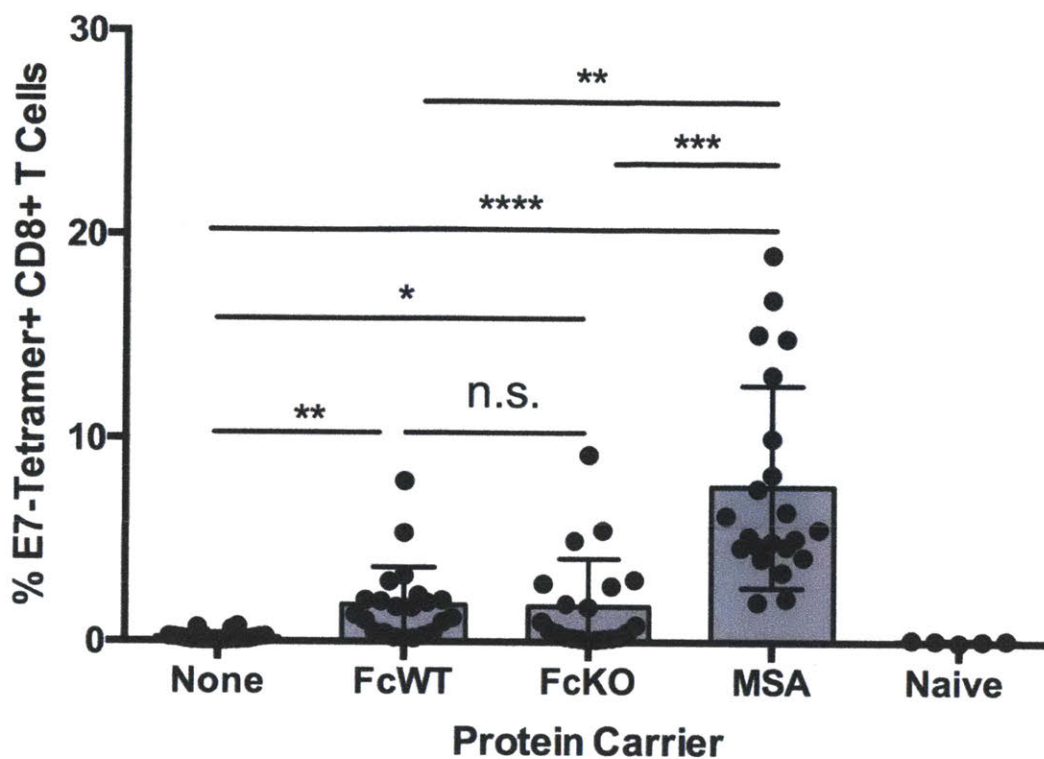 % E7-Tetramer+ CD8+ T Cells
30
20
10
0
**
***
****
*
**
n.s.
None FcWT FcKO MSA Naive
Protein Carrier